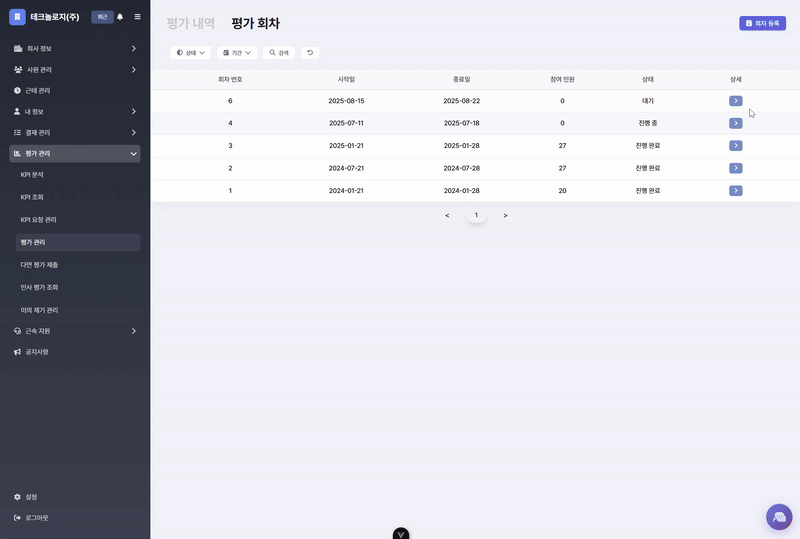 테크놀로지(주)
퇴근
회사 정보
사원 관리
근태 관리
내 정보
결재 관리
평가 관리
KPI 분석
KPI 조회
KPI 요청 관리
평가 관리
다면 평가 제출
인사 평가 조회
이의 제기 관리
근속 지원
공지사항
설정
로그아웃
평가 내역 평가 회차
회차 등록
상태 기간 검색
회차 번호 시작일 종료일 참여 인원 상태 상세
6 2025-08-15 2025-08-22 0 대기
4 2025-07-11 2025-07-18 0 진행 중
3 2025-01-21 2025-01-28 27 진행 완료
2 2024-07-21 2024-07-28 27 진행 완료
1 2024-01-21 2024-01-28 20 진행 완료
< 1 >